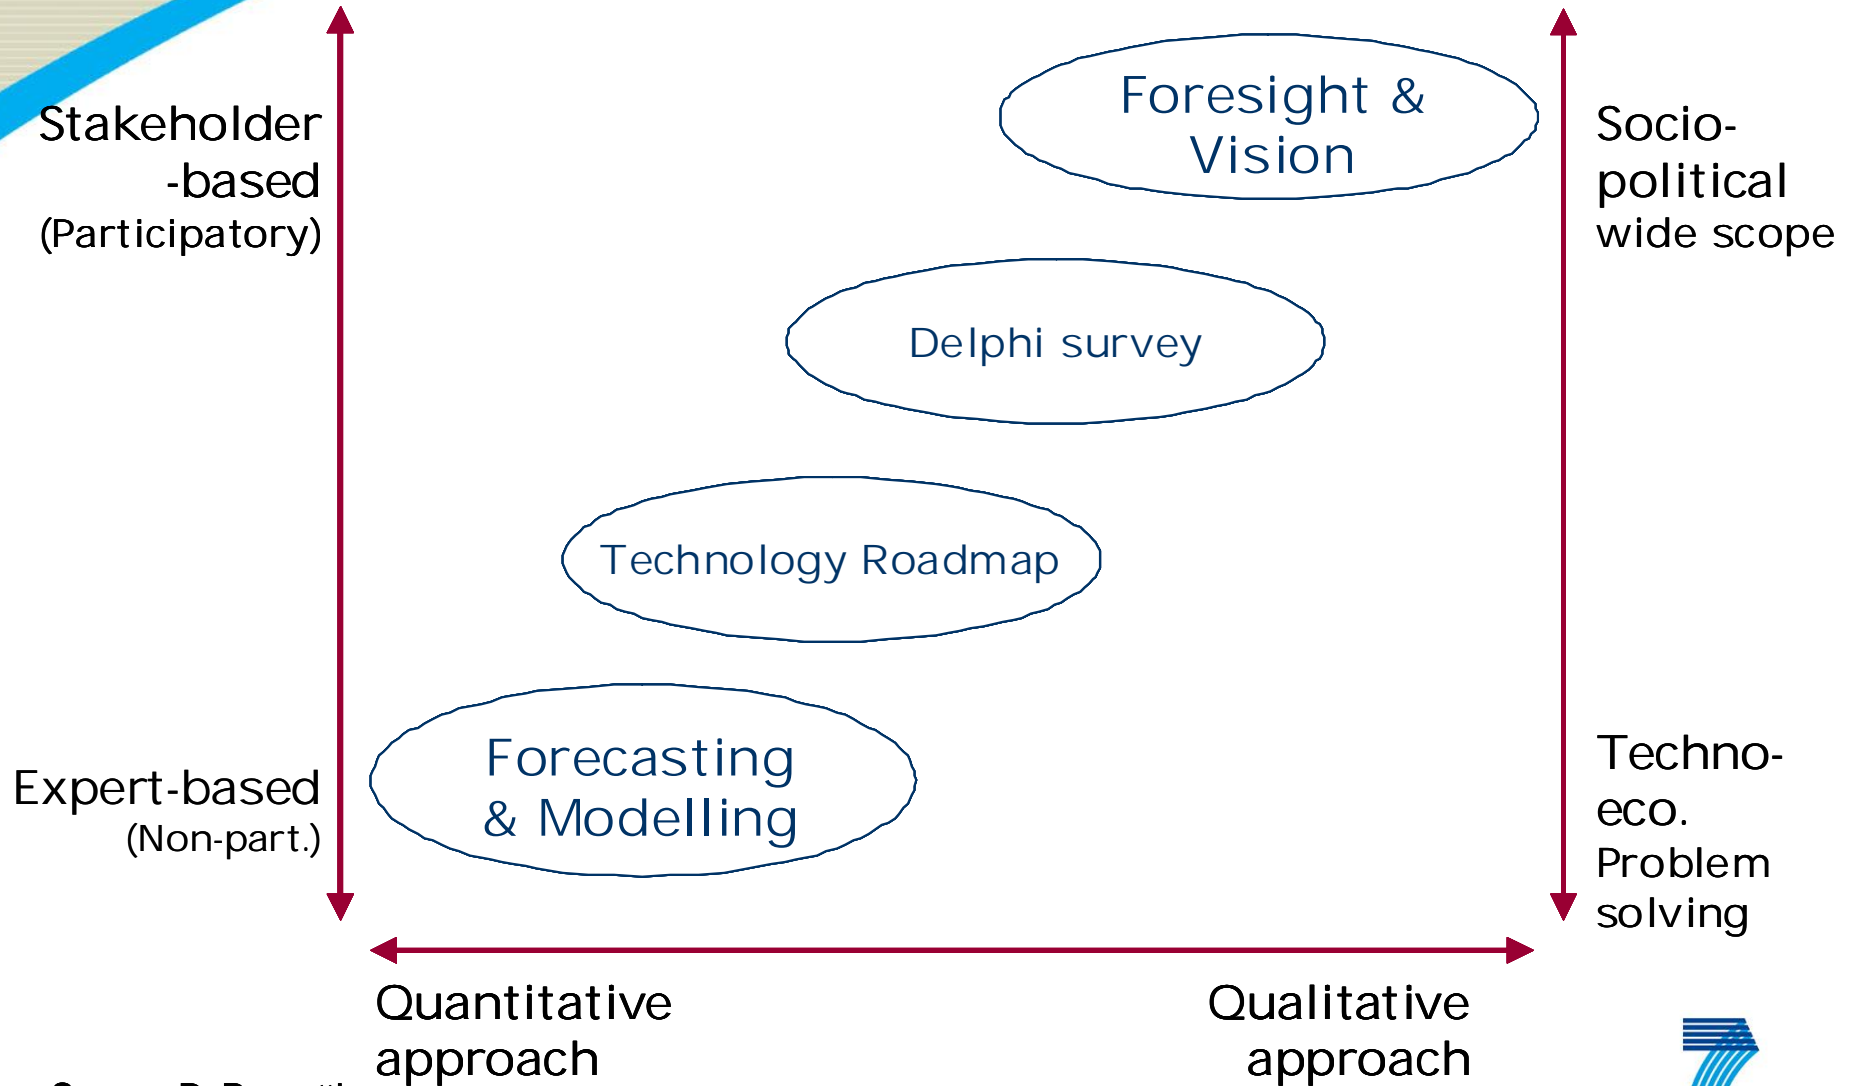 Stakeholder
-based
(Participatory)
Foresight &
Vision
Socio-
political
wide scope
Delphi survey
Technology Roadmap
Forecasting
& Modelling
Expert-based
(Non-part.)
Techno-
eco.
Problem
solving
Quantitative
approach
Qualitative
approach
7